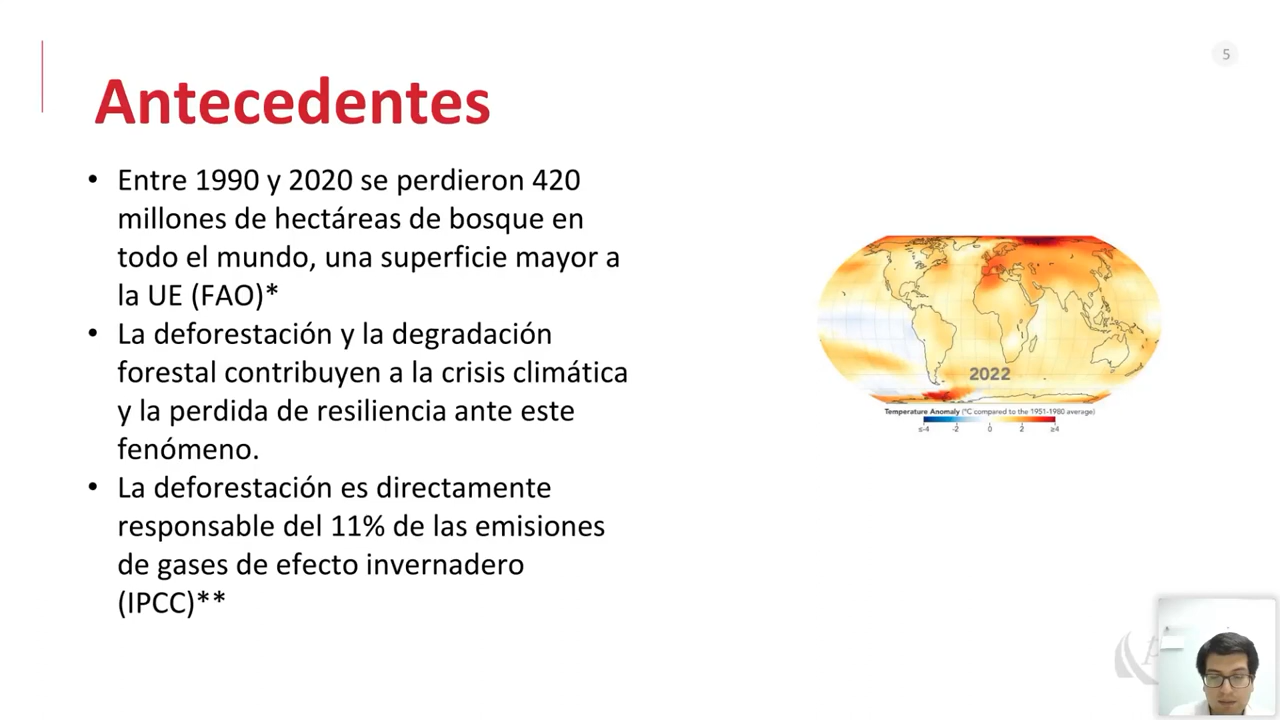 5
Antecedentes
• Entre 1990 y 2020 se perdieron 420
millones de hectáreas de bosque en
todo el mundo, una superficie mayor a
la UE (FAO)*
• La deforestación y la degradación
forestal contribuyen a la crisis climática
y la perdida de resiliencia ante este
fenómeno.
• La deforestación es directamente
responsable del 11% de las emisiones
de gases de efecto invernadero
(IPCC)**
2022
Temperature Anomaly (°C compared to the 1951-1980 average)
≤-4 -2 0 2 ≥4